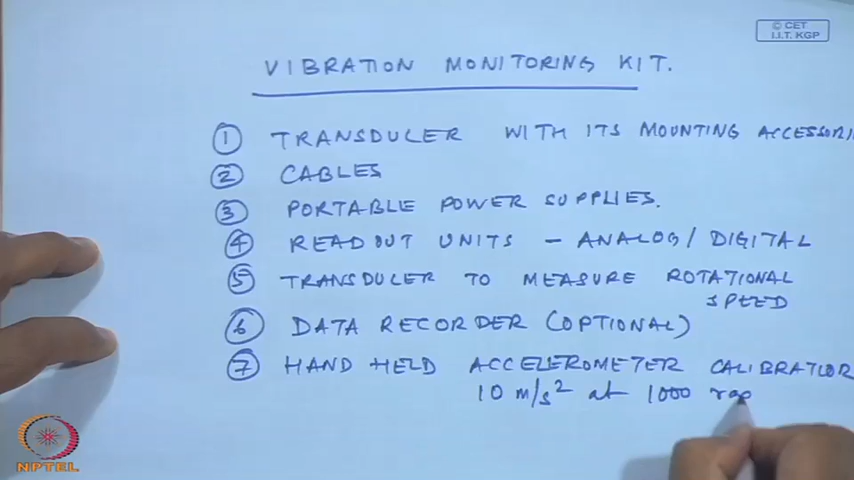 © CET
I.I.T. KGP
VIBRATION MONITORING KIT.
1 TRANSDUCER WITH ITS MOUNTING ACCESSORI
2 CABLES
3 PORTABLE POWER SUPPLIES.
4 READOUT UNITS - ANALOG/DIGITAL
5 TRANSDUCER TO MEASURE ROTATIONAL
SPEED
6 DATA RECORDER (OPTIONAL)
7 HAND HELD ACCELEROMETER CALIBRATOR
10 m/s² at 1000 rad
NPTEL